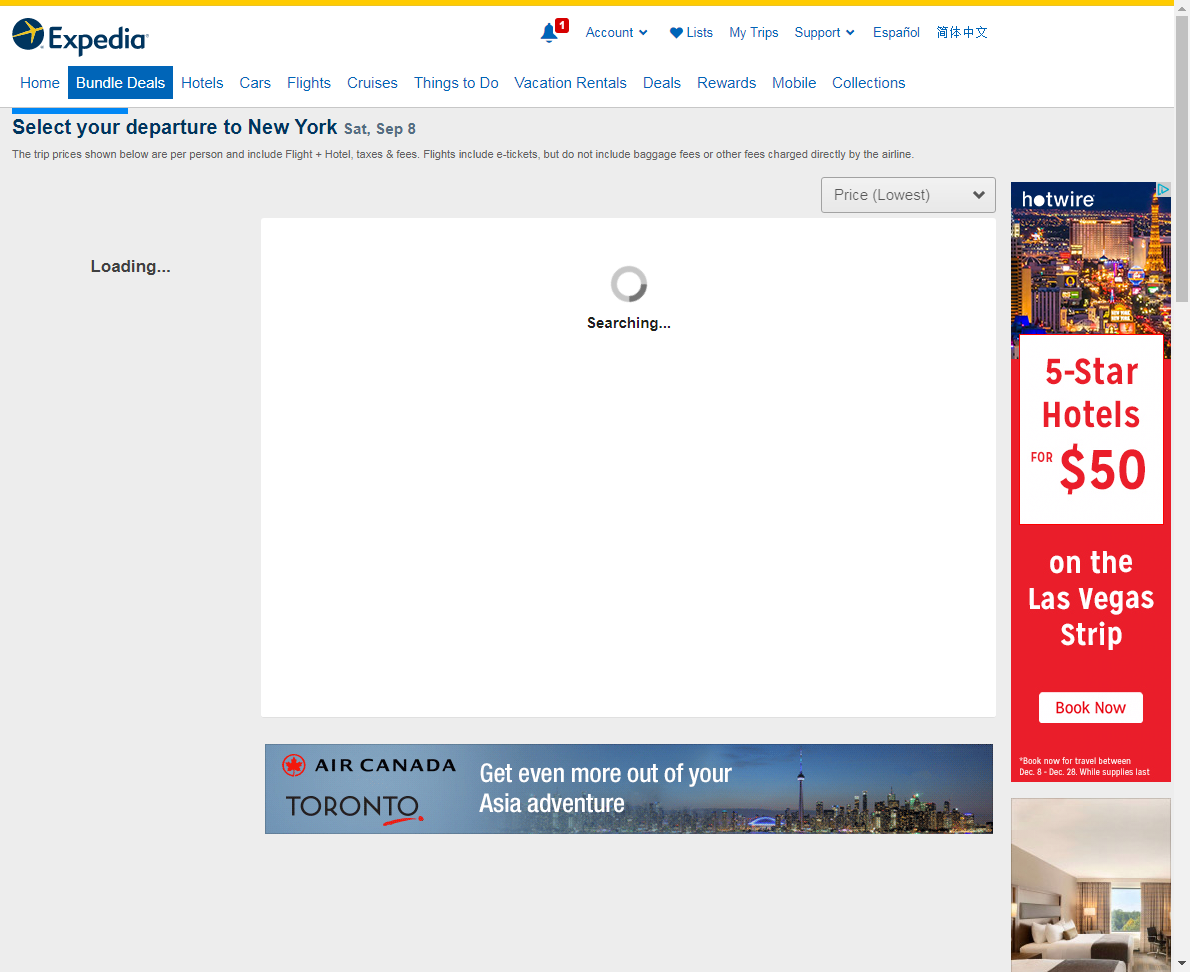 Expedia
1
Account
Lists
My Trips
Support
Español
简体中文
Home
Bundle Deals
Hotels
Cars
Flights
Cruises
Things to Do
Vacation Rentals
Deals
Rewards
Mobile
Collections
Select your departure to New York Sat, Sep 8
The trip prices shown below are per person and include Flight + Hotel, taxes & fees. Flights include e-tickets, but do not include baggage fees or other fees charged directly by the airline.
Price (Lowest)
Loading...
Searching...
hotwire
5-Star
Hotels
FOR $50
on the
Las Vegas
Strip
Book Now
*Book now for travel between
Dec. 8 - Dec. 28. While supplies last
AIR CANADA
TORONTO
Get even more out of your
Asia adventure